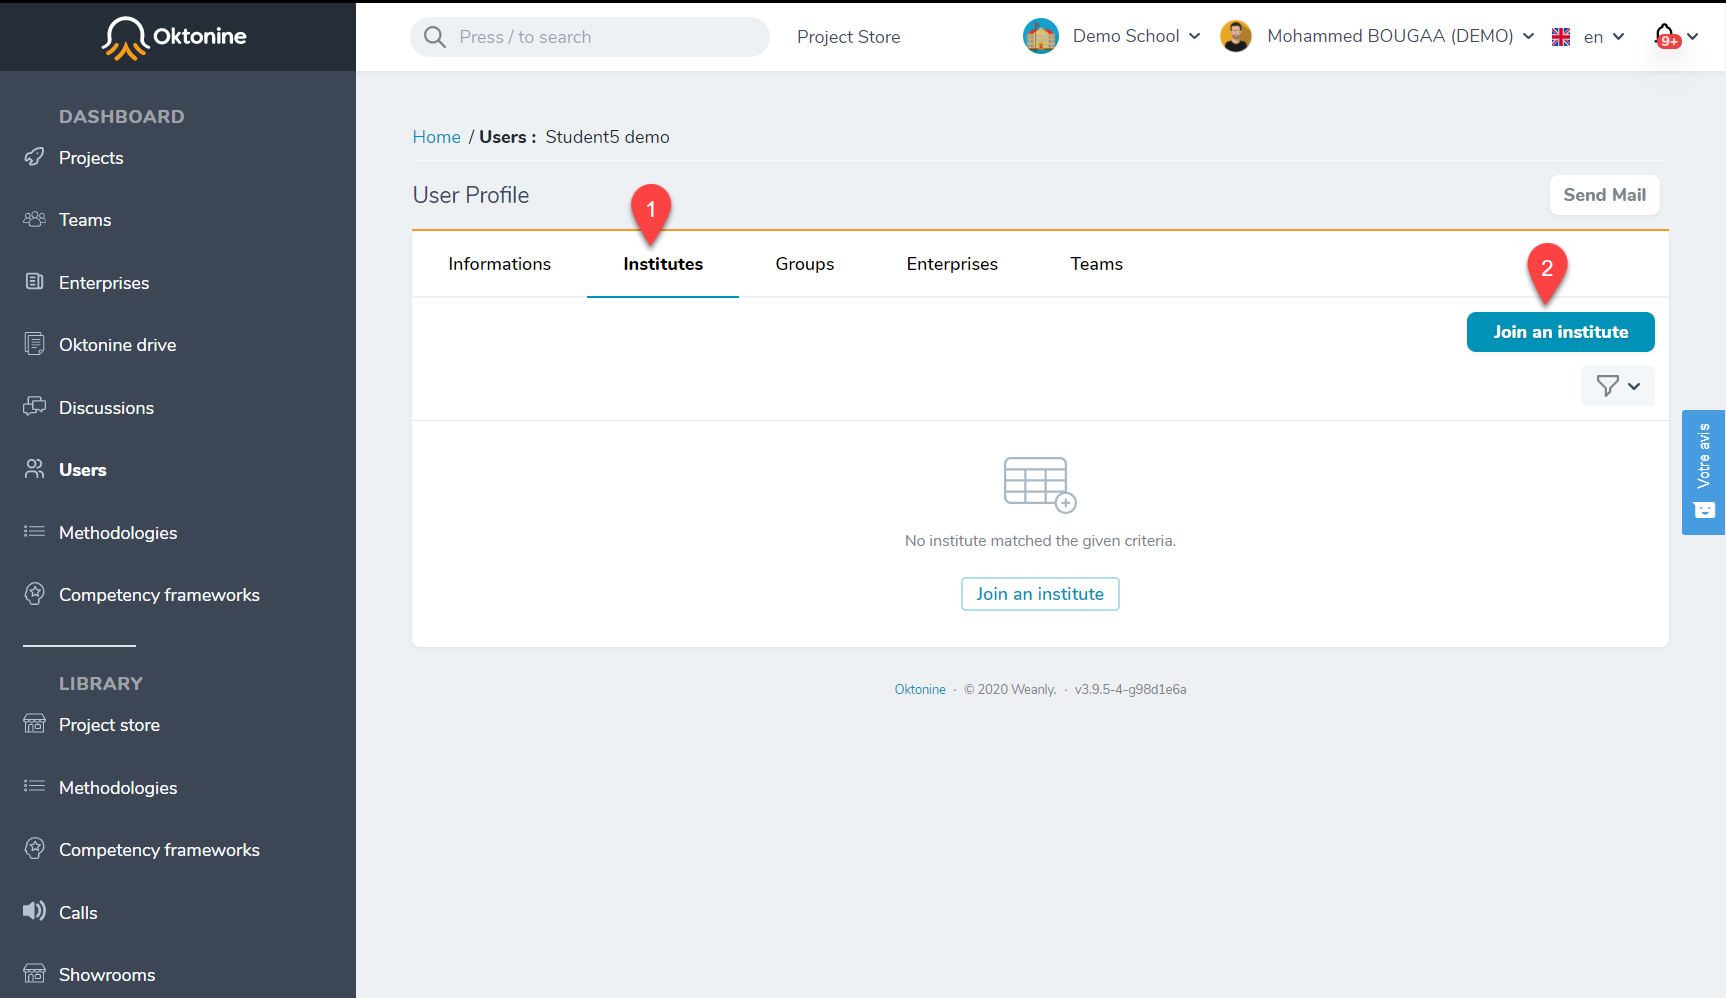 Oktonine
Press / to search
Project Store
Demo School
Mohammed BOUGAA (DEMO)
en
9+
DASHBOARD
Projects
Teams
Enterprises
Oktonine drive
Discussions
Users
Methodologies
Competency frameworks
LIBRARY
Project store
Methodologies
Competency frameworks
Calls
Showrooms
Home / Users : Student5 demo
User Profile
Send Mail
1
Informations
Institutes
Groups
Enterprises
Teams
2
Join an institute
No institute matched the given criteria.
Join an institute
Votre avis
Oktonine · © 2020 Weanly. · v3.9.5-4-g98d1e6a